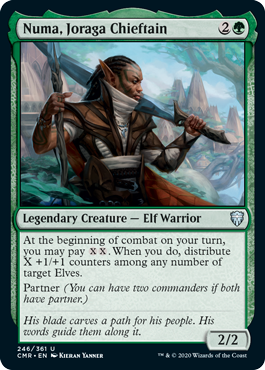 Numa, Joraga Chieftain 2
Legendary Creature — Elf Warrior
At the beginning of combat on your turn,
you may pay X X. When you do, distribute
X +1/+1 counters among any number of
target Elves.
Partner (You can have two commanders if both
have partner.)
His blade carves a path for his people. His
words guide them along it.
2/2
246/361 U
CMR • EN KIERAN YANNER
™ & © 2020 Wizards of the Coast